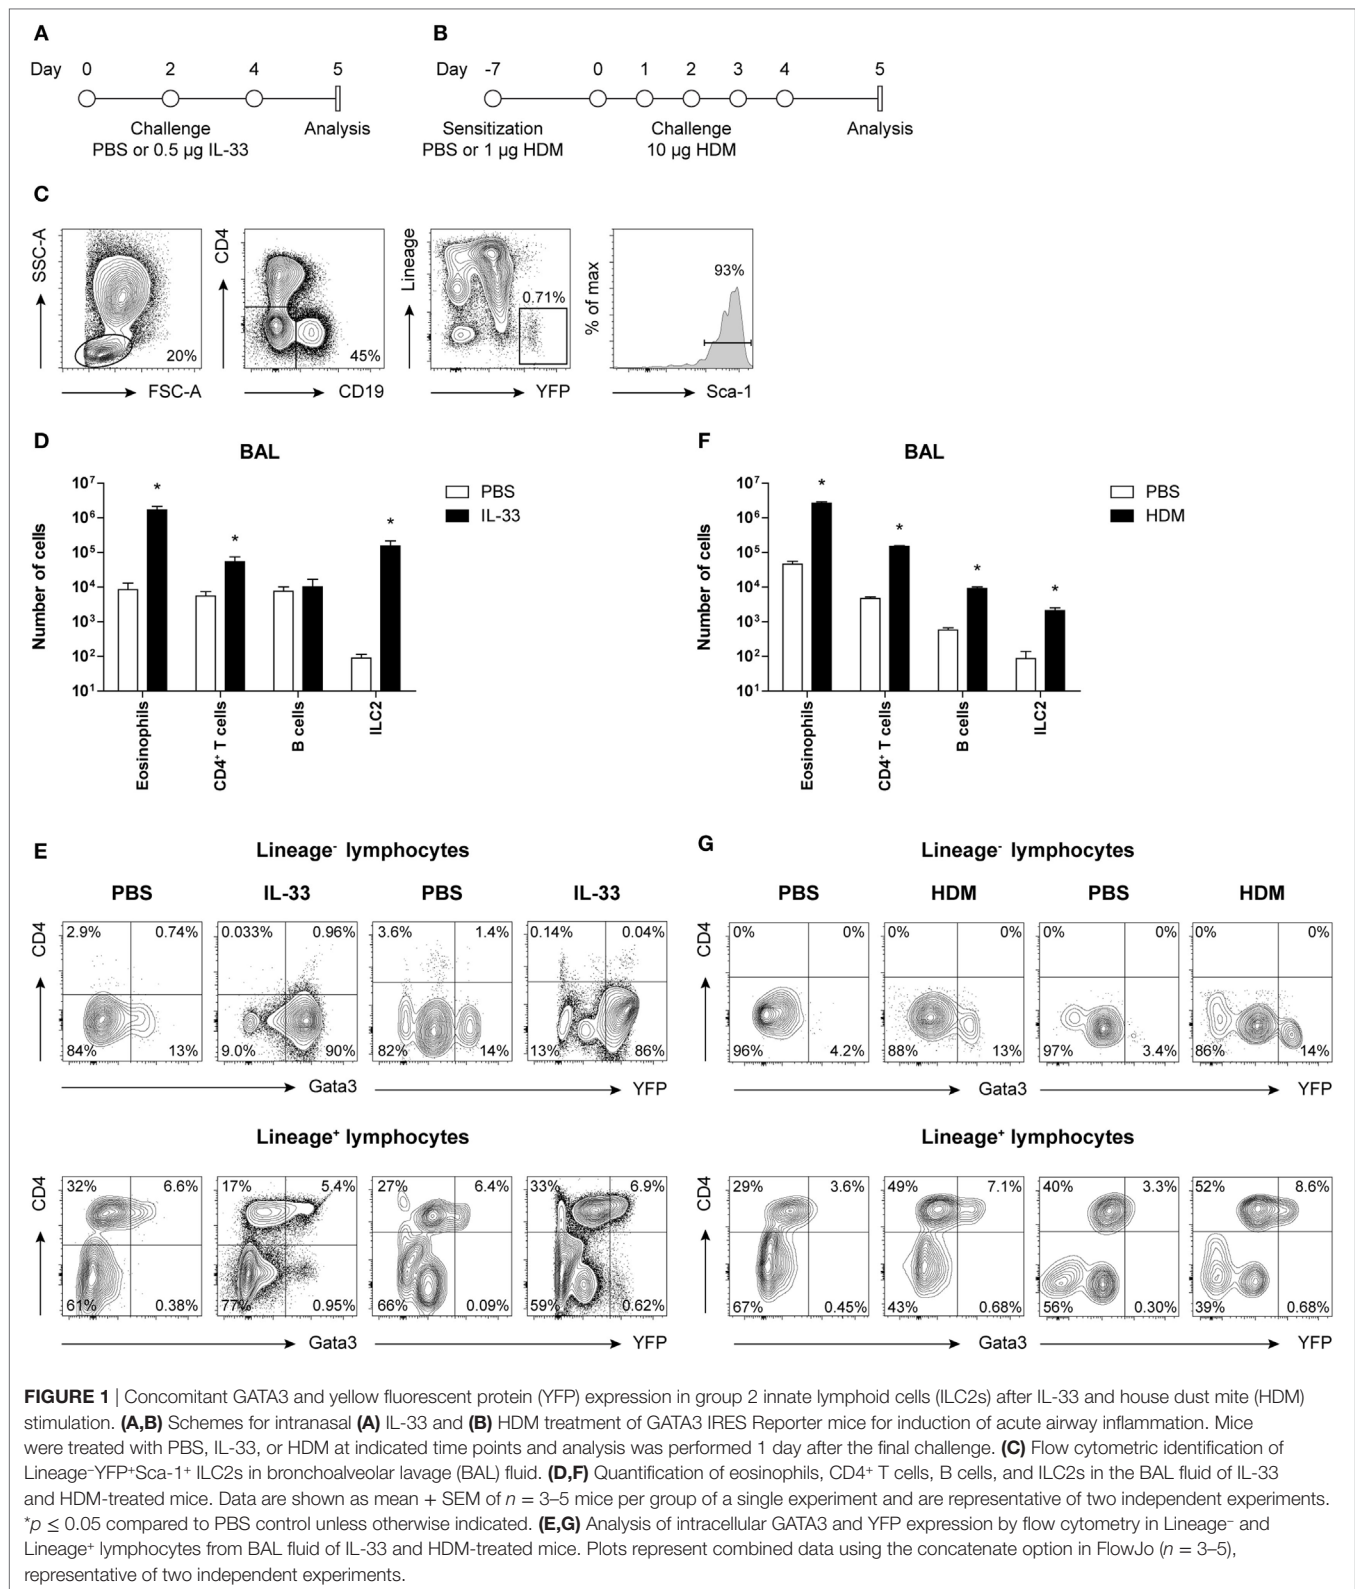 A
Day 0 2 4 5
Challenge Analysis
PBS or 0.5 µg IL-33
B
Day -7 0 1 2 3 4 5
Sensitization Challenge Analysis
PBS or 1 µg HDM 10 µg HDM
C
SSC-A
20%
FSC-A
CD4
45%
CD19
Lineage
0.71%
YFP
% of max
93%
Sca-1
D
BAL
Number of cells
10⁷
10⁶
10⁵
10⁴
10³
10²
10¹
* * *
PBS
IL-33
Eosinophils
CD4⁺ T cells
B cells
ILC2
F
BAL
Number of cells
10⁷
10⁶
10⁵
10⁴
10³
10²
10¹
* * * *
PBS
HDM
Eosinophils
CD4⁺ T cells
B cells
ILC2
E
Lineage⁻ lymphocytes
PBS IL-33 PBS IL-33
CD4
2.9% 0.74% 0.033% 0.96% 3.6% 1.4% 0.14% 0.04%
84% 13% 9.0% 90% 82% 14% 13% 86%
Gata3 YFP
Lineage⁺ lymphocytes
CD4
32% 6.6% 17% 5.4% 27% 6.4% 33% 6.9%
61% 0.38% 77% 0.95% 66% 0.09% 59% 0.62%
Gata3 YFP
G
Lineage⁻ lymphocytes
PBS HDM PBS HDM
CD4
0% 0% 0% 0% 0% 0% 0% 0%
96% 4.2% 88% 13% 97% 3.4% 86% 14%
Gata3 YFP
Lineage⁺ lymphocytes
CD4
29% 3.6% 49% 7.1% 40% 3.3% 52% 8.6%
67% 0.45% 43% 0.68% 56% 0.30% 39% 0.68%
Gata3 YFP
FIGURE 1 | Concomitant GATA3 and yellow fluorescent protein (YFP) expression in group 2 innate lymphoid cells (ILC2s) after IL-33 and house dust mite (HDM)
stimulation. (A,B) Schemes for intranasal (A) IL-33 and (B) HDM treatment of GATA3 IRES Reporter mice for induction of acute airway inflammation. Mice
were treated with PBS, IL-33, or HDM at indicated time points and analysis was performed 1 day after the final challenge. (C) Flow cytometric identification of
Lineage⁻YFP⁺Sca-1⁺ ILC2s in bronchoalveolar lavage (BAL) fluid. (D,F) Quantification of eosinophils, CD4⁺ T cells, B cells, and ILC2s in the BAL fluid of IL-33
and HDM-treated mice. Data are shown as mean + SEM of n = 3–5 mice per group of a single experiment and are representative of two independent experiments.
*p ≤ 0.05 compared to PBS control unless otherwise indicated. (E,G) Analysis of intracellular GATA3 and YFP expression by flow cytometry in Lineage⁻ and
Lineage⁺ lymphocytes from BAL fluid of IL-33 and HDM-treated mice. Plots represent combined data using the concatenate option in FlowJo (n = 3–5),
representative of two independent experiments.